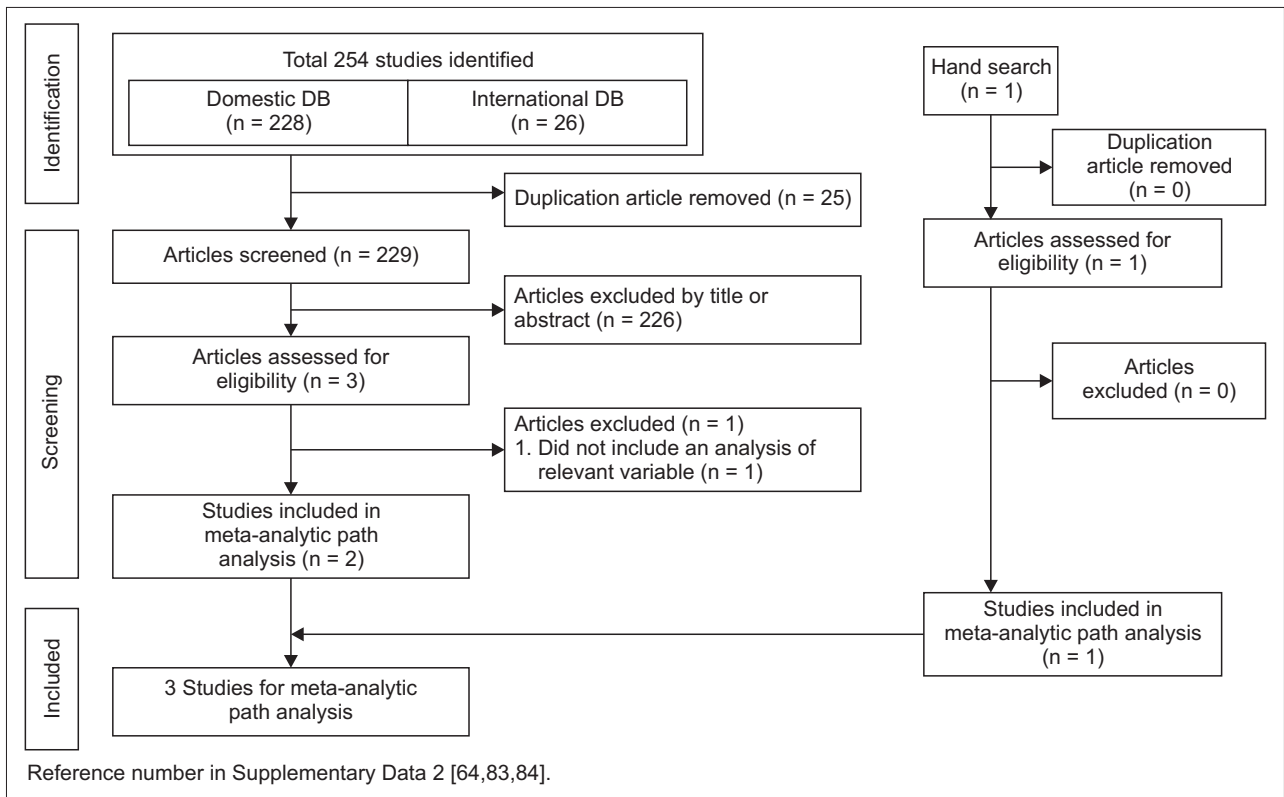 Identification
Total 254 studies identified
Domestic DB
(n = 228)
International DB
(n = 26)
Duplication article removed (n = 25)
Hand search
(n = 1)
Duplication
article removed
(n = 0)
Screening
Articles screened (n = 229)
Articles excluded by title or
abstract (n = 226)
Articles assessed for
eligibility (n = 3)
Articles excluded (n = 1)
1. Did not include an analysis of
relevant variable (n = 1)
Studies included in
meta-analytic path
analysis (n = 2)
Articles assessed for
eligibility (n = 1)
Articles
excluded (n = 0)
Studies included in
meta-analytic path analysis
(n = 1)
Included
3 Studies for meta-analytic
path analysis
Reference number in Supplementary Data 2 [64,83,84].